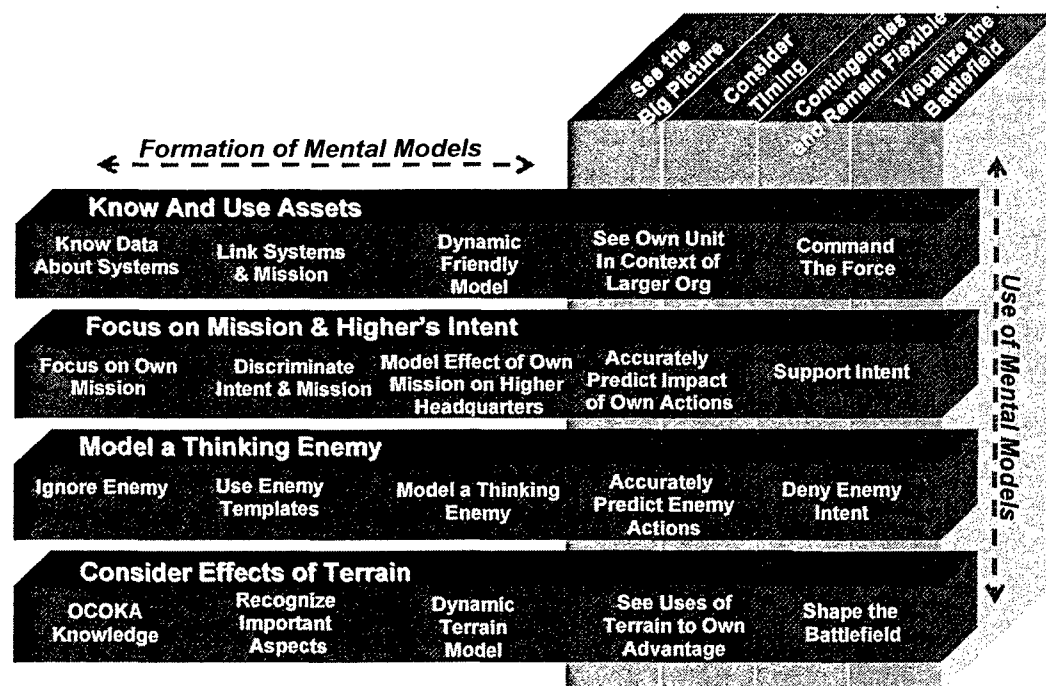 See the
Big Picture
Consider
Timing
Contingencies
and Remain Flexible
Visualize the
Battlefield
Formation of Mental Models
Use of Mental Models
Know And Use Assets
Know Data
About Systems
Link Systems
& Mission
Dynamic
Friendly
Model
See Own Unit
In Context of
Larger Org
Command
The Force
Focus on Mission & Higher's Intent
Focus on Own
Mission
Discriminate
Intent & Mission
Model Effect of Own
Mission on Higher
Headquarters
Accurately
Predict Impact
of Own Actions
Support Intent
Model a Thinking Enemy
Ignore Enemy
Use Enemy
Templates
Model a Thinking
Enemy
Accurately
Predict Enemy
Actions
Deny Enemy
Intent
Consider Effects of Terrain
OCOKA
Knowledge
Recognize
Important
Aspects
Dynamic
Terrain
Model
See Uses of
Terrain to Own
Advantage
Shape the
Battlefield